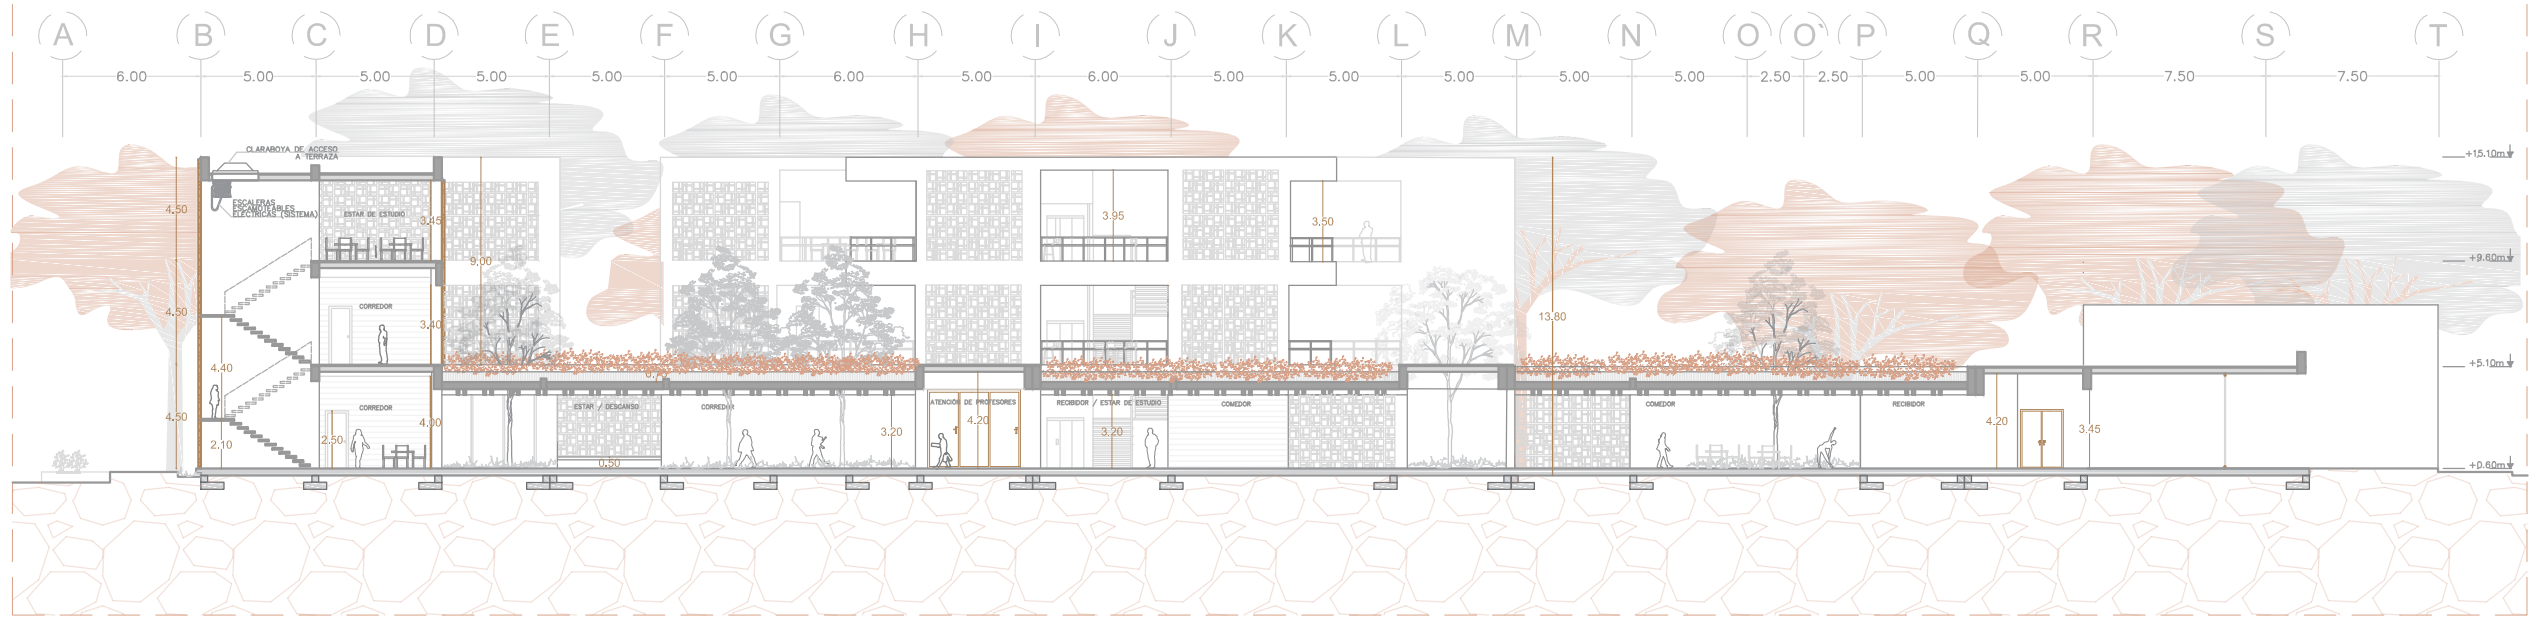 A B C D E F G H I J K L M N O O` P Q R S T
6.00 5.00 5.00 5.00 5.00 5.00 6.00 5.00 6.00 5.00 5.00 5.00 5.00 5.00 2.50 2.50 5.00 5.00 7.50 7.50
CLARABOYA DE ACCESO
A TERRAZA
+15.10m
ESCALERAS
ESCAMOTEABLES
ELÉCTRICAS (SISTEMA)
4.50
ESTAR DE ESTUDIO
3.45
3.95
3.50
9.00
+9.60m
4.50
CORREDOR
3.40
13.80
4.40
+5.10m
4.50
CORREDOR
4.00
ESTAR / DESCANSO
CORREDOR
ATENCIÓN DE PROFESORES
RECIBIDOR / ESTAR DE ESTUDIO
COMEDOR
COMEDOR
RECIBIDOR
2.10
2.50
0.50
3.20
4.20
3.20
4.20
3.45
+0.60m